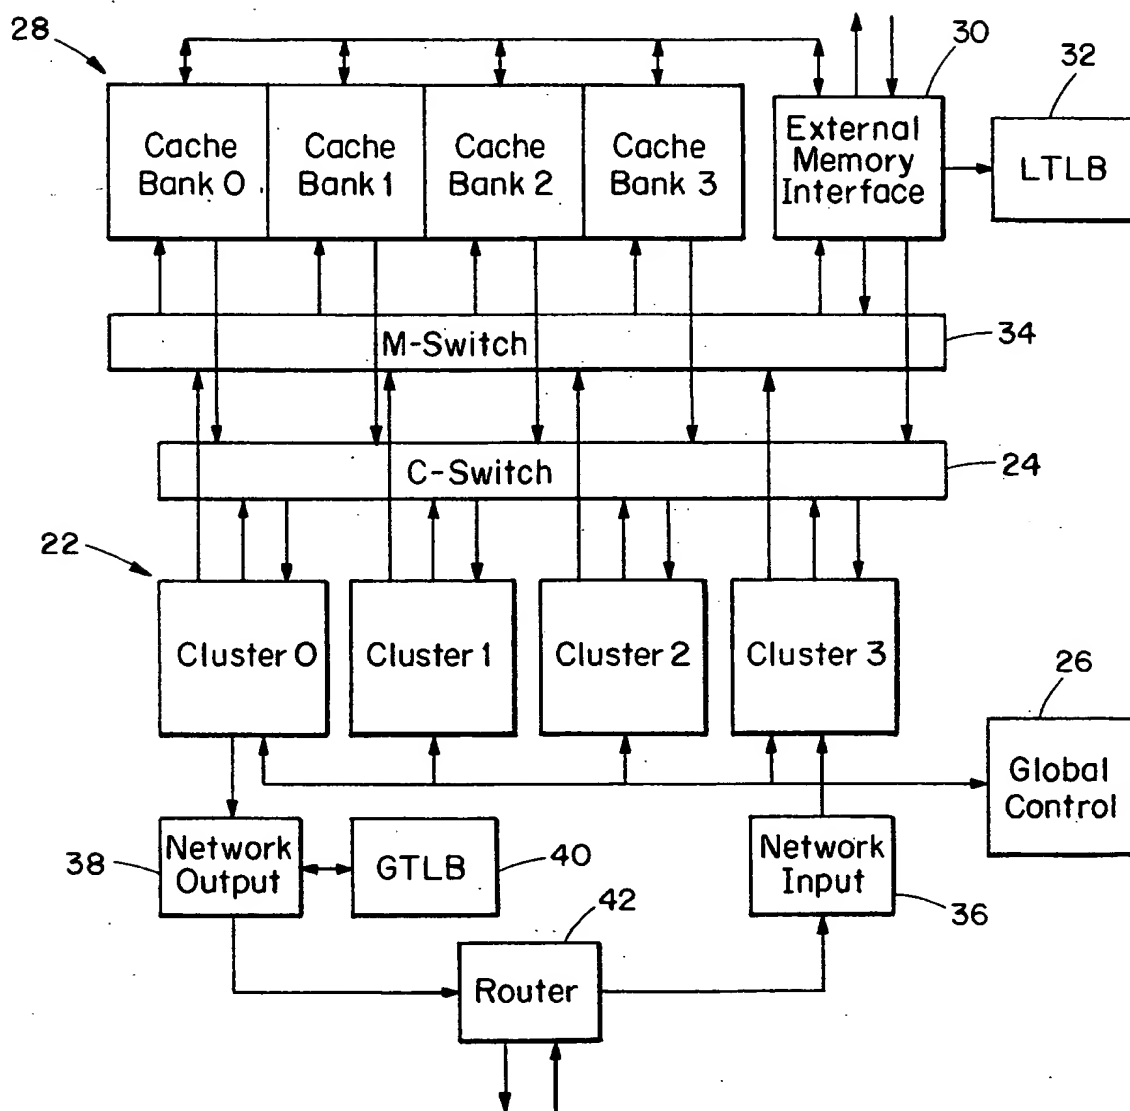 28
30
32
Cache
Bank 0
Cache
Bank 1
Cache
Bank 2
Cache
Bank 3
External
Memory
Interface
LTLB
M-Switch
34
C-Switch
24
22
Cluster 0
Cluster 1
Cluster 2
Cluster 3
26
Global
Control
38
Network
Output
GTLB
40
Network
Input
36
42
Router